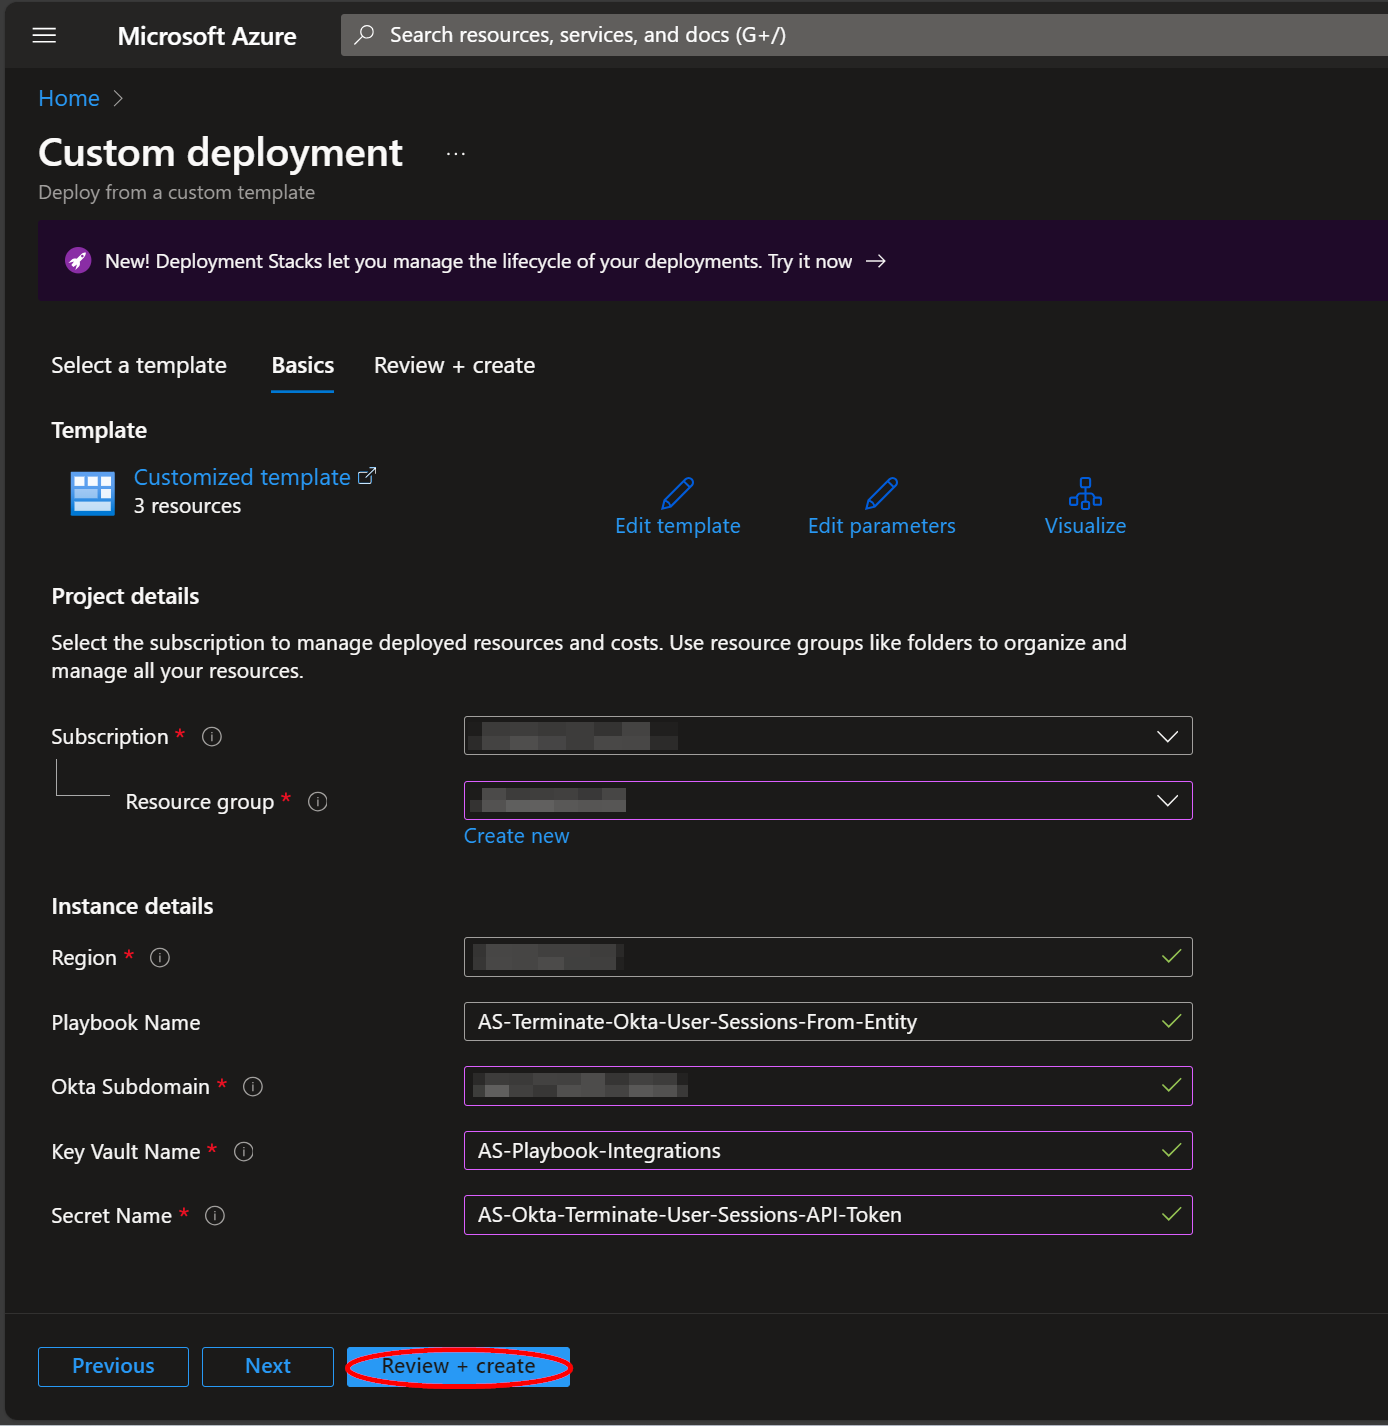 Microsoft Azure
Search resources, services, and docs (G+/)
Home
Custom deployment ...
Deploy from a custom template
New! Deployment Stacks let you manage the lifecycle of your deployments. Try it now →
Select a template Basics Review + create
Template
Customized template
3 resources
Edit template Edit parameters Visualize
Project details
Select the subscription to manage deployed resources and costs. Use resource groups like folders to organize and
manage all your resources.
Subscription *
Resource group *
Create new
Instance details
Region *
Playbook Name AS-Terminate-Okta-User-Sessions-From-Entity
Okta Subdomain *
Key Vault Name * AS-Playbook-Integrations
Secret Name * AS-Okta-Terminate-User-Sessions-API-Token
Previous Next Review + create